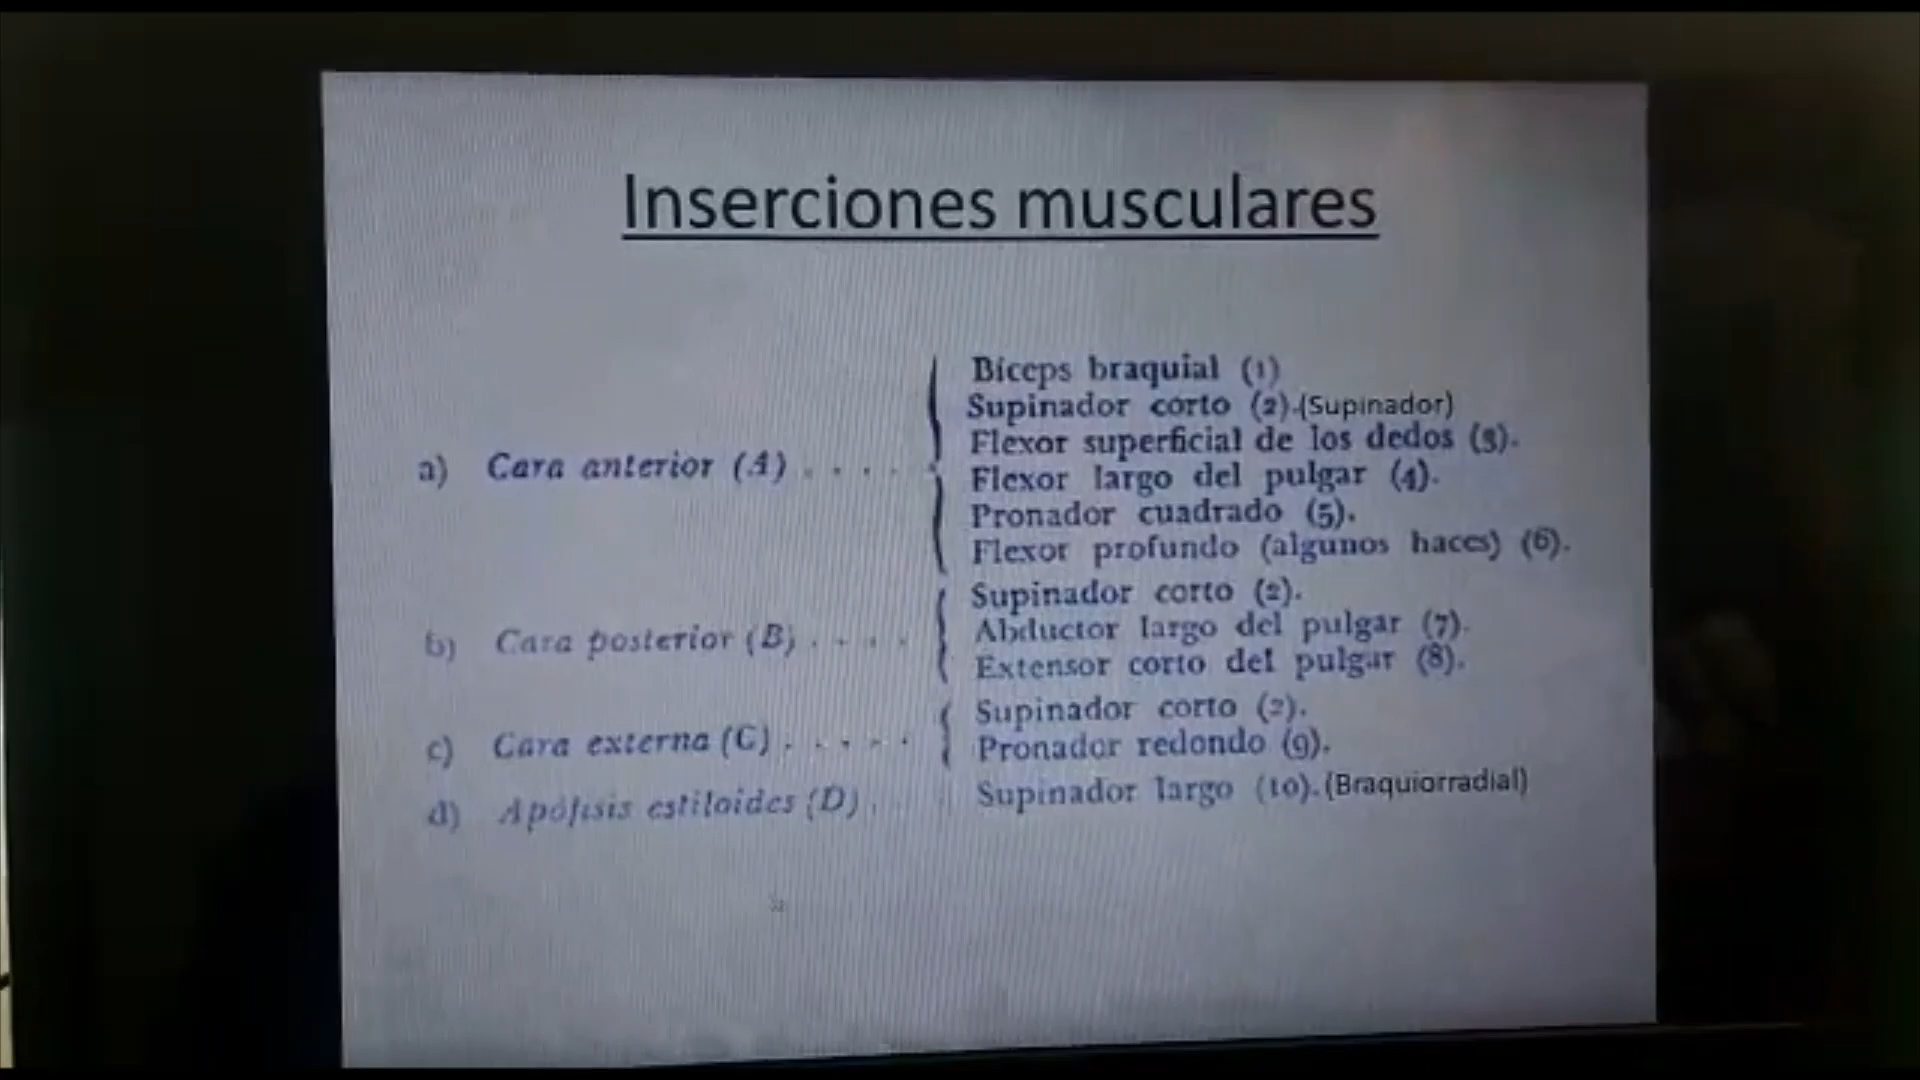 Inserciones musculares
a) Cara anterior (A) . . . .
Bíceps braquial (1)
Supinador corto (2).(Supinador)
Flexor superficial de los dedos (3).
Flexor largo del pulgar (4).
Pronador cuadrado (5).
Flexor profundo (algunos haces) (6).
b) Cara posterior (B) . . . .
Supinador corto (2).
Abductor largo del pulgar (7).
Extensor corto del pulgar (8).
c) Cara externa (C) . . . . .
Supinador corto (2).
Pronador redondo (9).
d) Apófisis estiloides (D) . .
Supinador largo (10).(Braquiorradial)